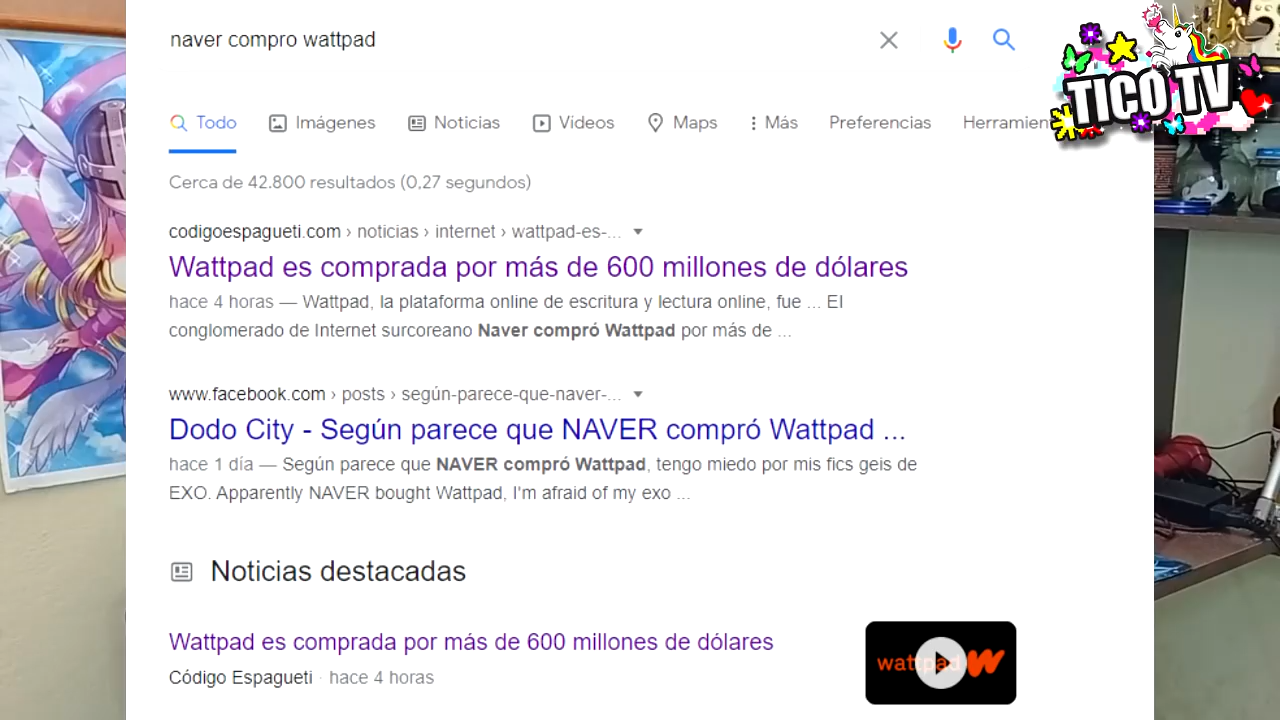 naver compro wattpad
TICO TV
Todo Imágenes Noticias Videos Maps Más Preferencias Herramien
Cerca de 42.800 resultados (0,27 segundos)
codigoespagueti.com › noticias › internet › wattpad-es-...
Wattpad es comprada por más de 600 millones de dólares
hace 4 horas — Wattpad, la plataforma online de escritura y lectura online, fue ... El
conglomerado de Internet surcoreano Naver compró Wattpad por más de ...
www.facebook.com › posts › según-parece-que-naver-...
Dodo City - Según parece que NAVER compró Wattpad ...
hace 1 día — Según parece que NAVER compró Wattpad, tengo miedo por mis fics geis de
EXO. Apparently NAVER bought Wattpad, I'm afraid of my exo ...
Noticias destacadas
Wattpad es comprada por más de 600 millones de dólares
wattpad
Código Espagueti · hace 4 horas